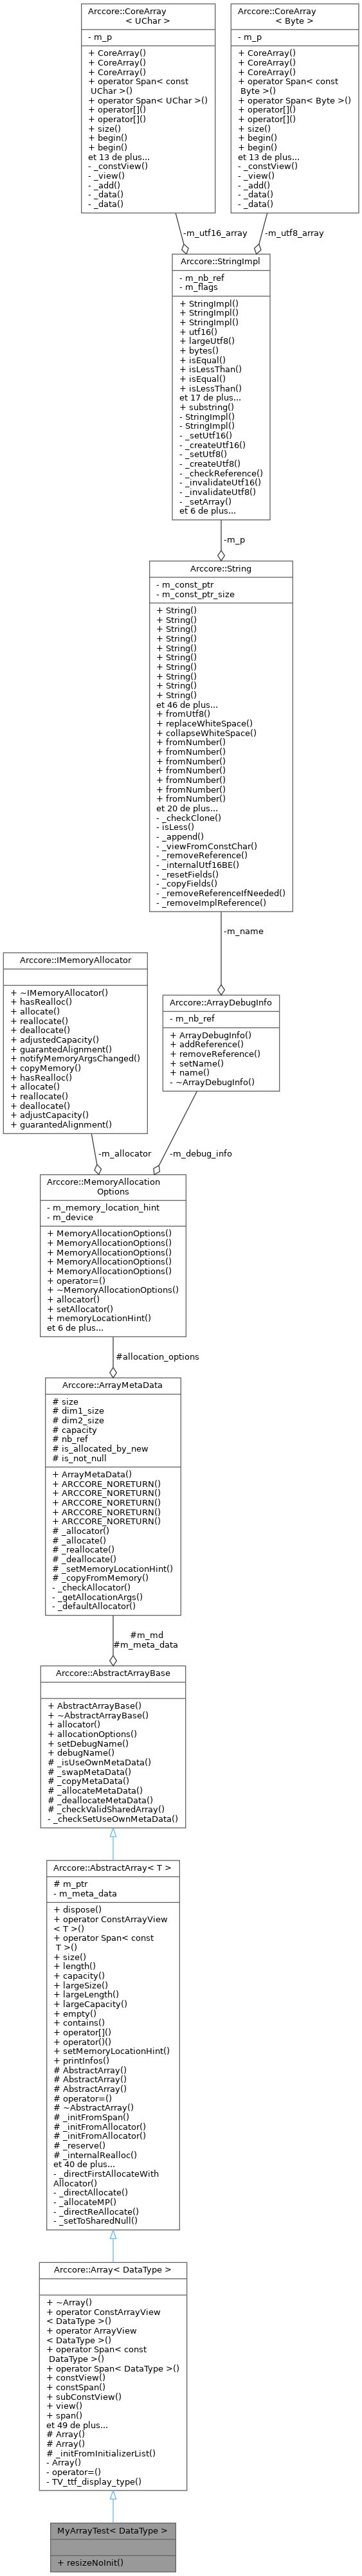 Arccore::CoreArray
< UChar >
- m_p
+ CoreArray()
+ CoreArray()
+ CoreArray()
+ operator Span< const
UChar >()
+ operator Span< UChar >()
+ operator[]()
+ operator[]()
+ size()
+ begin()
+ begin()
et 13 de plus...
- _constView()
- _view()
- _add()
- _data()
- _data()
Arccore::CoreArray
< Byte >
- m_p
+ CoreArray()
+ CoreArray()
+ CoreArray()
+ operator Span< const
Byte >()
+ operator Span< Byte >()
+ operator[]()
+ operator[]()
+ size()
+ begin()
+ begin()
et 13 de plus...
- _constView()
- _view()
- _add()
- _data()
- _data()
-m_utf16_array
-m_utf8_array
Arccore::StringImpl
- m_nb_ref
- m_flags
+ StringImpl()
+ StringImpl()
+ StringImpl()
+ utf16()
+ largeUtf8()
+ bytes()
+ isEqual()
+ isLessThan()
+ isEqual()
+ isLessThan()
et 17 de plus...
+ substring()
- StringImpl()
- StringImpl()
- _setUtf16()
- _createUtf16()
- _setUtf8()
- _createUtf8()
- _checkReference()
- _invalidateUtf16()
- _invalidateUtf8()
- _setArray()
et 6 de plus...
-m_p
Arccore::String
- m_const_ptr
- m_const_ptr_size
+ String()
+ String()
+ String()
+ String()
+ String()
+ String()
+ String()
+ String()
+ String()
+ String()
et 46 de plus...
+ fromUtf8()
+ replaceWhiteSpace()
+ collapseWhiteSpace()
+ fromNumber()
+ fromNumber()
+ fromNumber()
+ fromNumber()
+ fromNumber()
+ fromNumber()
+ fromNumber()
et 20 de plus...
- _checkClone()
- isLess()
- _append()
- _viewFromConstChar()
- _removeReference()
- _internalUtf16BE()
- _resetFields()
- _copyFields()
- _removeReferenceIfNeeded()
- _removeImplReference()
-m_name
Arccore::IMemoryAllocator
+ ~IMemoryAllocator()
+ hasRealloc()
+ allocate()
+ reallocate()
+ deallocate()
+ adjustedCapacity()
+ guarantedAlignment()
+ notifyMemoryArgsChanged()
+ copyMemory()
+ hasRealloc()
+ allocate()
+ reallocate()
+ deallocate()
+ adjustCapacity()
+ guarantedAlignment()
Arccore::ArrayDebugInfo
- m_nb_ref
+ ArrayDebugInfo()
+ addReference()
+ removeReference()
+ setName()
+ name()
- ~ArrayDebugInfo()
-m_allocator
-m_debug_info
Arccore::MemoryAllocation
Options
- m_memory_location_hint
- m_device
+ MemoryAllocationOptions()
+ MemoryAllocationOptions()
+ MemoryAllocationOptions()
+ MemoryAllocationOptions()
+ MemoryAllocationOptions()
+ operator=()
+ ~MemoryAllocationOptions()
+ allocator()
+ setAllocator()
+ memoryLocationHint()
et 6 de plus...
#allocation_options
Arccore::ArrayMetaData
# size
# dim1_size
# dim2_size
# capacity
# nb_ref
# is_allocated_by_new
# is_not_null
+ ArrayMetaData()
+ ARCCORE_NORETURN()
+ ARCCORE_NORETURN()
+ ARCCORE_NORETURN()
+ ARCCORE_NORETURN()
+ ARCCORE_NORETURN()
# _allocator()
# _allocate()
# _reallocate()
# _deallocate()
# _setMemoryLocationHint()
# _copyFromMemory()
- _checkAllocator()
- _getAllocationArgs()
- _defaultAllocator()
#m_md
#m_meta_data
Arccore::AbstractArrayBase
+ AbstractArrayBase()
+ ~AbstractArrayBase()
+ allocator()
+ allocationOptions()
+ setDebugName()
+ debugName()
# _isUseOwnMetaData()
# _swapMetaData()
# _copyMetaData()
# _allocateMetaData()
# _deallocateMetaData()
# _checkValidSharedArray()
- _checkSetUseOwnMetaData()
Arccore::AbstractArray< T >
# m_ptr
- m_meta_data
+ dispose()
+ operator ConstArrayView
< T >()
+ operator Span< const
T >()
+ size()
+ length()
+ capacity()
+ largeSize()
+ largeLength()
+ largeCapacity()
+ empty()
+ contains()
+ operator[]()
+ operator()()
+ setMemoryLocationHint()
+ printInfos()
# AbstractArray()
# AbstractArray()
# AbstractArray()
# operator=()
# ~AbstractArray()
# _initFromSpan()
# _initFromAllocator()
# _initFromAllocator()
# _reserve()
# _internalRealloc()
et 40 de plus...
- _directFirstAllocateWith
Allocator()
- _directAllocate()
- _allocateMP()
- _directReAllocate()
- _setToSharedNull()
Arccore::Array< DataType >
+ ~Array()
+ operator ConstArrayView
< DataType >()
+ operator ArrayView
< DataType >()
+ operator Span< const
DataType >()
+ operator Span< DataType >()
+ constView()
+ constSpan()
+ subConstView()
+ view()
+ span()
et 49 de plus...
# Array()
# Array()
# _initFromInitializerList()
- Array()
- operator=()
- TV_ttf_display_type()
MyArrayTest< DataType >
+ resizeNoInit()